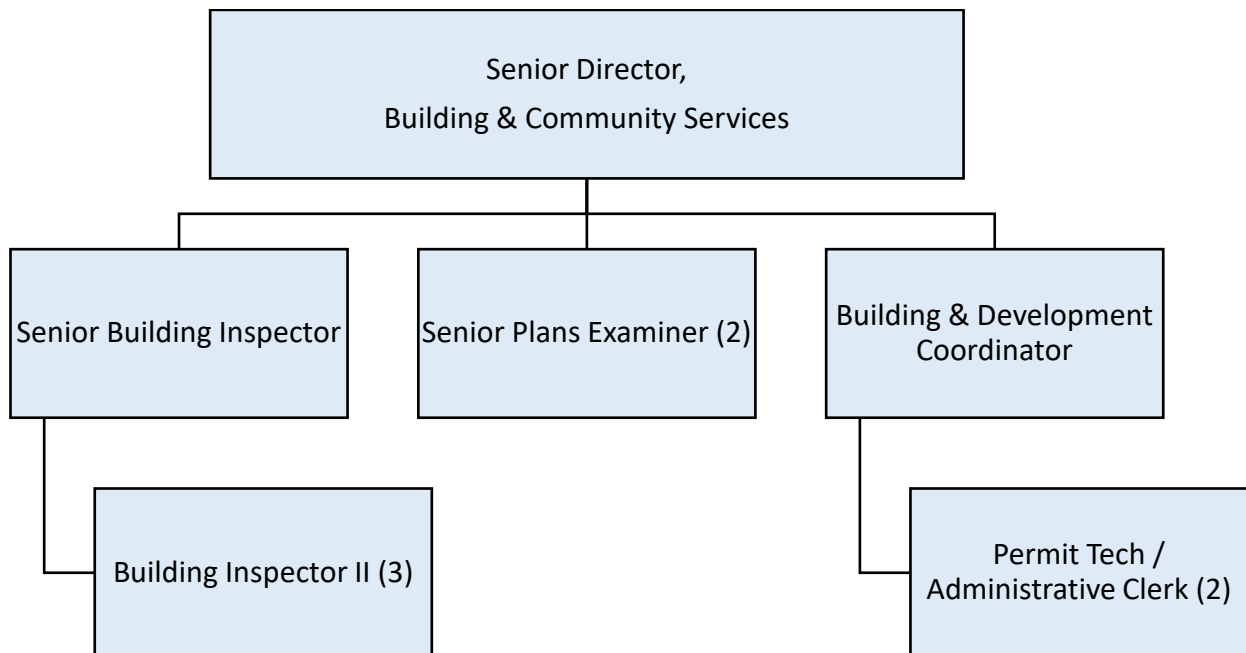 Senior Director,
Building & Community Services
Senior Building Inspector
Senior Plans Examiner (2)
Building & Development
Coordinator
Building Inspector II (3)
Permit Tech /
Administrative Clerk (2)